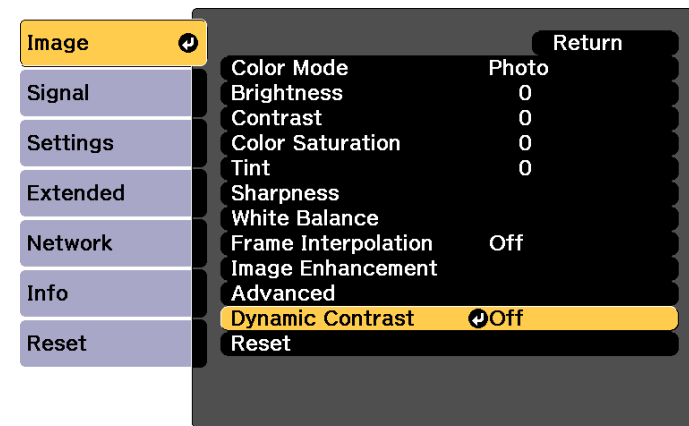 Image
Signal
Settings
Extended
Network
Info
Reset
Return
Color Mode Photo
Brightness 0
Contrast 0
Color Saturation 0
Tint 0
Sharpness
White Balance
Frame Interpolation Off
Image Enhancement
Advanced
Dynamic Contrast Off
Reset